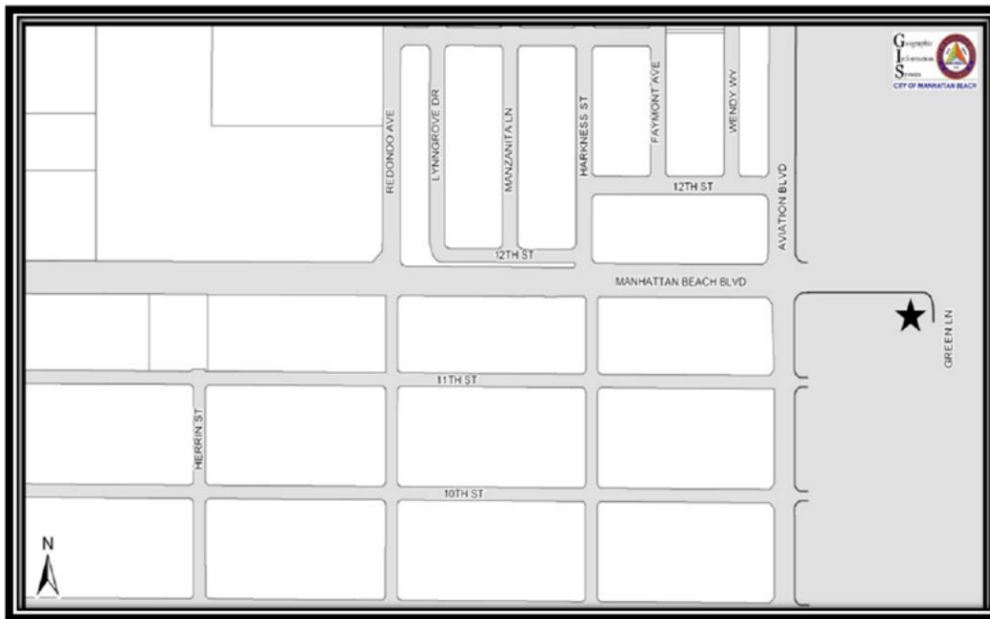 Geographic
Information
System
CITY OF MANHATTAN BEACH
REDONDO AVE
LYNNGROVE DR
MANZANITA LN
HARKNESS ST
FAYMONT AVE
WENDY WY
12TH ST
AVIATION BLVD
12TH ST
MANHATTAN BEACH BLVD
GREEN LN
11TH ST
HERRIN ST
10TH ST
N